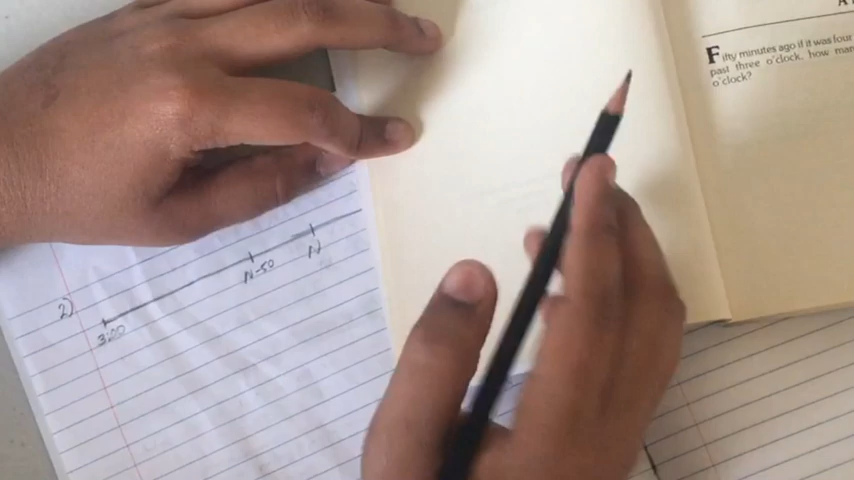 Fifty minutes ago if it was four
past three o'clock, how man
o'clock?
2)
3:00
N-50
N